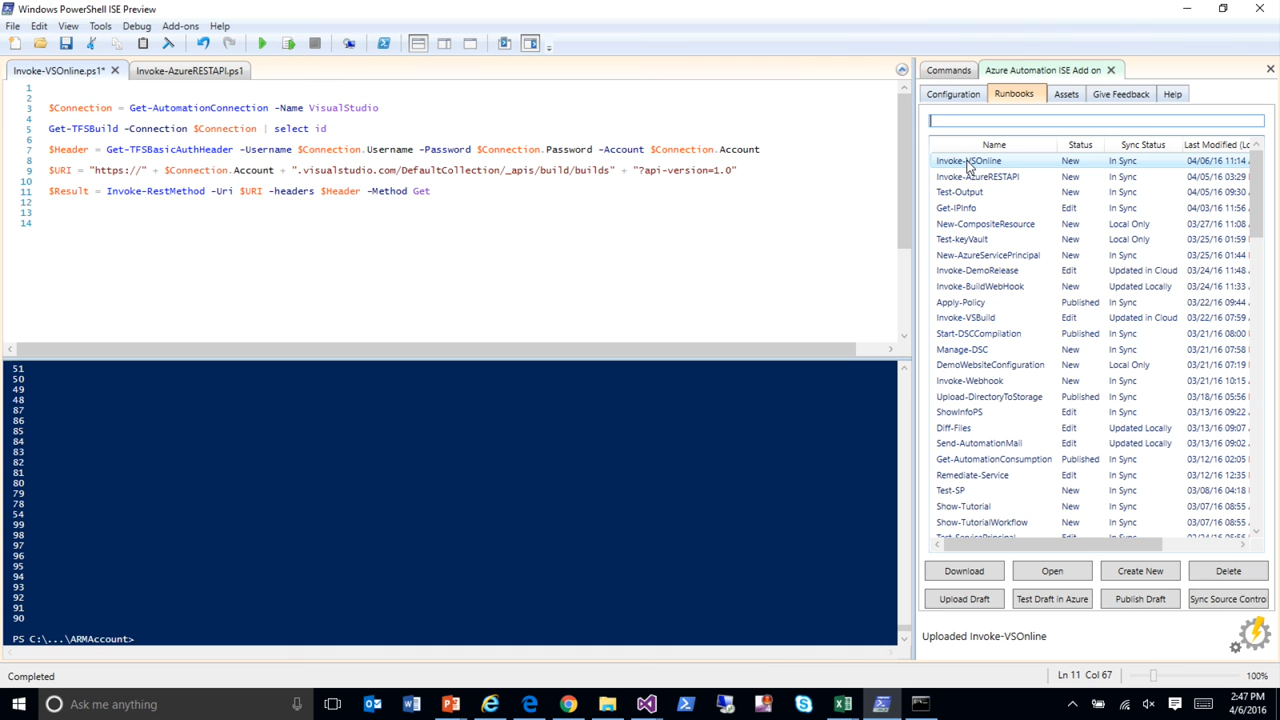 Windows PowerShell ISE Preview
File Edit View Tools Debug Add-ons Help
Invoke-VSOnline.ps1* Invoke-AzureRESTAPI.ps1
1
2
3 $Connection = Get-AutomationConnection -Name VisualStudio
4
5 Get-TFSBuild -Connection $Connection | select id
6
7 $Header = Get-TFSBasicAuthHeader -Username $Connection.Username -Password $Connection.Password -Account $Connection.Account
8
9 $URI = "https://" + $Connection.Account + ".visualstudio.com/DefaultCollection/_apis/build/builds" + "?api-version=1.0"
10
11 $Result = Invoke-RestMethod -Uri $URI -headers $Header -Method Get
12
13
14
51
50
49
48
87
86
85
84
83
82
81
80
79
78
54
99
98
97
96
95
94
93
92
91
90
PS C:\...\ARMAccount>
Commands Azure Automation ISE Add on
Configuration Runbooks Assets Give Feedback Help
Name Status Sync Status Last Modified (Lo
Invoke-VSOnline New In Sync 04/06/16 11:14
Invoke-AzureRESTAPI New In Sync 04/05/16 03:29
Test-Output New In Sync 04/05/16 09:30
Get-IPInfo Edit In Sync 04/03/16 11:56
New-CompositeResource New Local Only 03/27/16 11:08
Test-keyVault New Local Only 03/25/16 01:59
New-AzureServicePrincipal New In Sync 03/25/16 01:44
Invoke-DemoRelease Edit Updated in Cloud 03/24/16 11:48
Invoke-BuildWebHook New Updated Locally 03/24/16 11:33
Apply-Policy Published In Sync 03/22/16 09:44
Invoke-VSBuild Edit Updated in Cloud 03/22/16 07:59
Start-DSCCompilation Published In Sync 03/21/16 08:00
Manage-DSC New In Sync 03/21/16 07:58
DemoWebsiteConfiguration New Local Only 03/21/16 07:19
Invoke-Webhook New In Sync 03/21/16 10:15
Upload-DirectoryToStorage Published In Sync 03/18/16 05:56
ShowInfoPS Edit In Sync 03/13/16 09:22
Diff-Files Edit Updated Locally 03/13/16 09:07
Send-AutomationMail Edit Updated Locally 03/13/16 09:02
Get-AutomationConsumption Published In Sync 03/12/16 02:05
Remediate-Service Edit In Sync 03/12/16 12:35
Test-SP New In Sync 03/08/16 04:18
Show-Tutorial New In Sync 03/07/16 08:55
Show-TutorialWorkflow New In Sync 03/07/16 08:55
Download Open Create New Delete
Upload Draft Test Draft in Azure Publish Draft Sync Source Contro
Uploaded Invoke-VSOnline
Completed Ln 11 Col 67 100%
Ask me anything
2:47 PM
4/6/2016